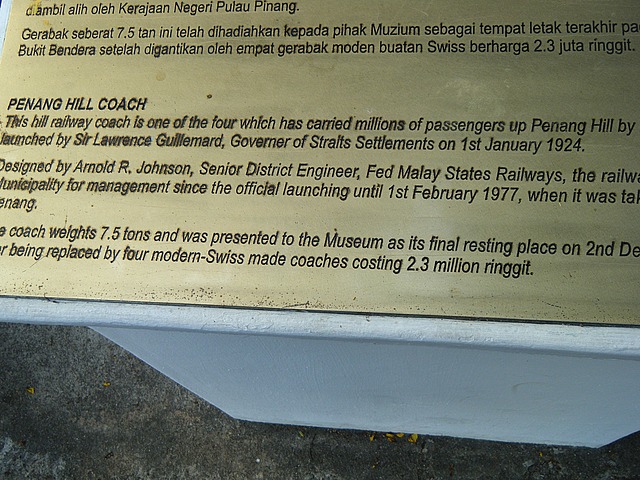 diambil alih oleh Kerajaan Negeri Pulau Pinang.
Gerabak seberat 7.5 tan ini telah dihadiahkan kepada pihak Muzium sebagai tempat letak terakhir pa
Bukit Bendera setelah digantikan oleh empat gerabak moden buatan Swiss berharga 2.3 juta ringgit.
PENANG HILL COACH
This hill railway coach is one of the four which has carried millions of passengers up Penang Hill by
launched by Sir Lawrence Guillemard, Governor of Straits Settlements on 1st January 1924.
Designed by Arnold R. Johnson, Senior District Engineer, Fed Malay States Railways, the railwa
Municipality for management since the official launching until 1st February 1977, when it was tak
enang.
e coach weights 7.5 tons and was presented to the Museum as its final resting place on 2nd De
r being replaced by four modern-Swiss made coaches costing 2.3 million ringgit.